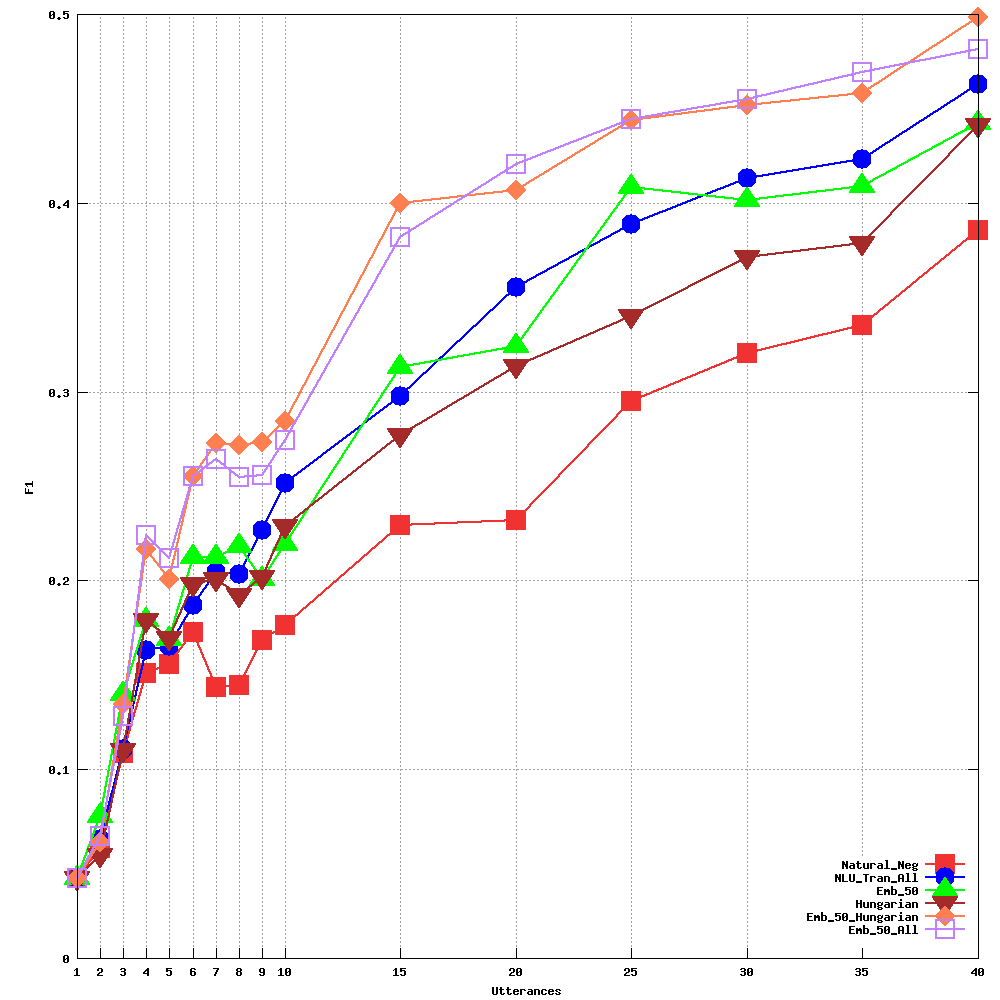 0.5
0.4
0.3
0.2
0.1
0
F1
1 2 3 4 5 6 7 8 9 10 15 20 25 30 35 40
Utterances
Natural_Neg
NLU_Tran_All
Emb_50
Hungarian
Emb_50_Hungarian
Emb_50_All